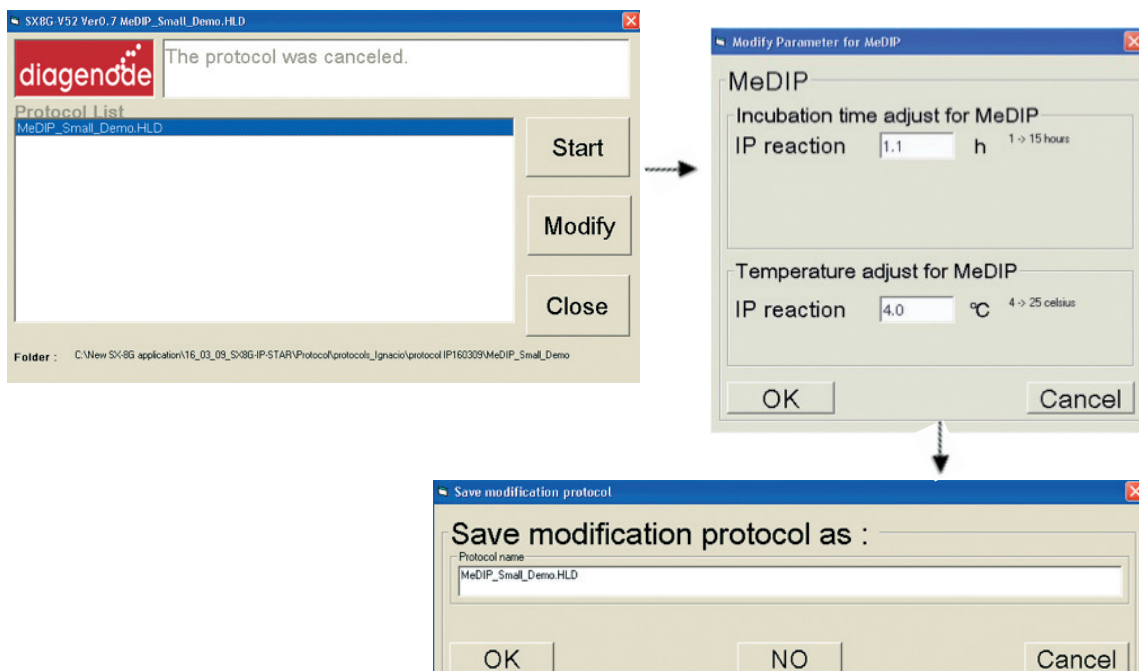 SX8G-V52 Ver0.7 MeDIP_Small_Demo.HLD
diagenode
The protocol was canceled.
Protocol List
MeDIP_Small_Demo.HLD
Start
Modify
Close
Folder : C:\New SX-8G application\16_03_09_SX8G-IP-STAR\Protocol\protocols_Ignacio\protocol IP160309\MeDIP_Small_Demo
Modify Parameter for MeDIP
MeDIP
Incubation time adjust for MeDIP
IP reaction 1.1 h 1 -> 15 hours
Temperature adjust for MeDIP
IP reaction 4.0 °C 4 -> 25 celsius
OK Cancel
Save modification protocol
Save modification protocol as :
Protocol name
MeDIP_Small_Demo.HLD
OK NO Cancel